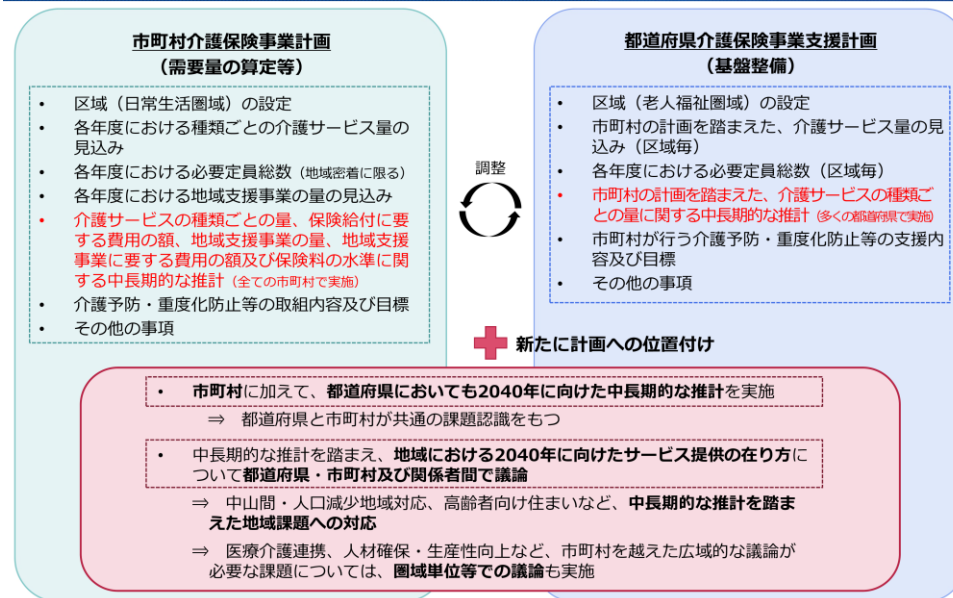 市町村介護保険事業計画
（需要量の算定等）
• 区域（日常生活圏域）の設定
• 各年度における種類ごとの介護サービス量の
見込み
• 各年度における必要定員総数（地域密着に限る）
• 各年度における地域支援事業の量の見込み
• 介護サービスの種類ごとの量、保険給付に要
する費用の額、地域支援事業の量、地域支援
事業に要する費用の額及び保険料の水準に関
する中長期的な推計（全ての市町村で実施）
• 介護予防・重度化防止等の取組内容及び目標
• その他の事項
調整
都道府県介護保険事業支援計画
（基盤整備）
• 区域（老人福祉圏域）の設定
• 市町村の計画を踏まえた、介護サービス量の見
込み（区域毎）
• 各年度における必要定員総数（区域毎）
• 市町村の計画を踏まえた、介護サービスの種類ご
との量に関する中長期的な推計（多くの都道府県で実施）
• 市町村が行う介護予防・重度化防止等の支援内
容及び目標
• その他の事項
新たに計画への位置付け
• 市町村に加えて、都道府県においても2040年に向けた中長期的な推計を実施
⇒ 都道府県と市町村が共通の課題認識をもつ
• 中長期的な推計を踏まえ、地域における2040年に向けたサービス提供の在り方に
ついて都道府県・市町村及び関係者間で議論
⇒ 中山間・人口減少地域対応、高齢者向け住まいなど、中長期的な推計を踏ま
えた地域課題への対応
⇒ 医療介護連携、人材確保・生産性向上など、市町村を越えた広域的な議論が
必要な課題については、圏域単位等での議論も実施